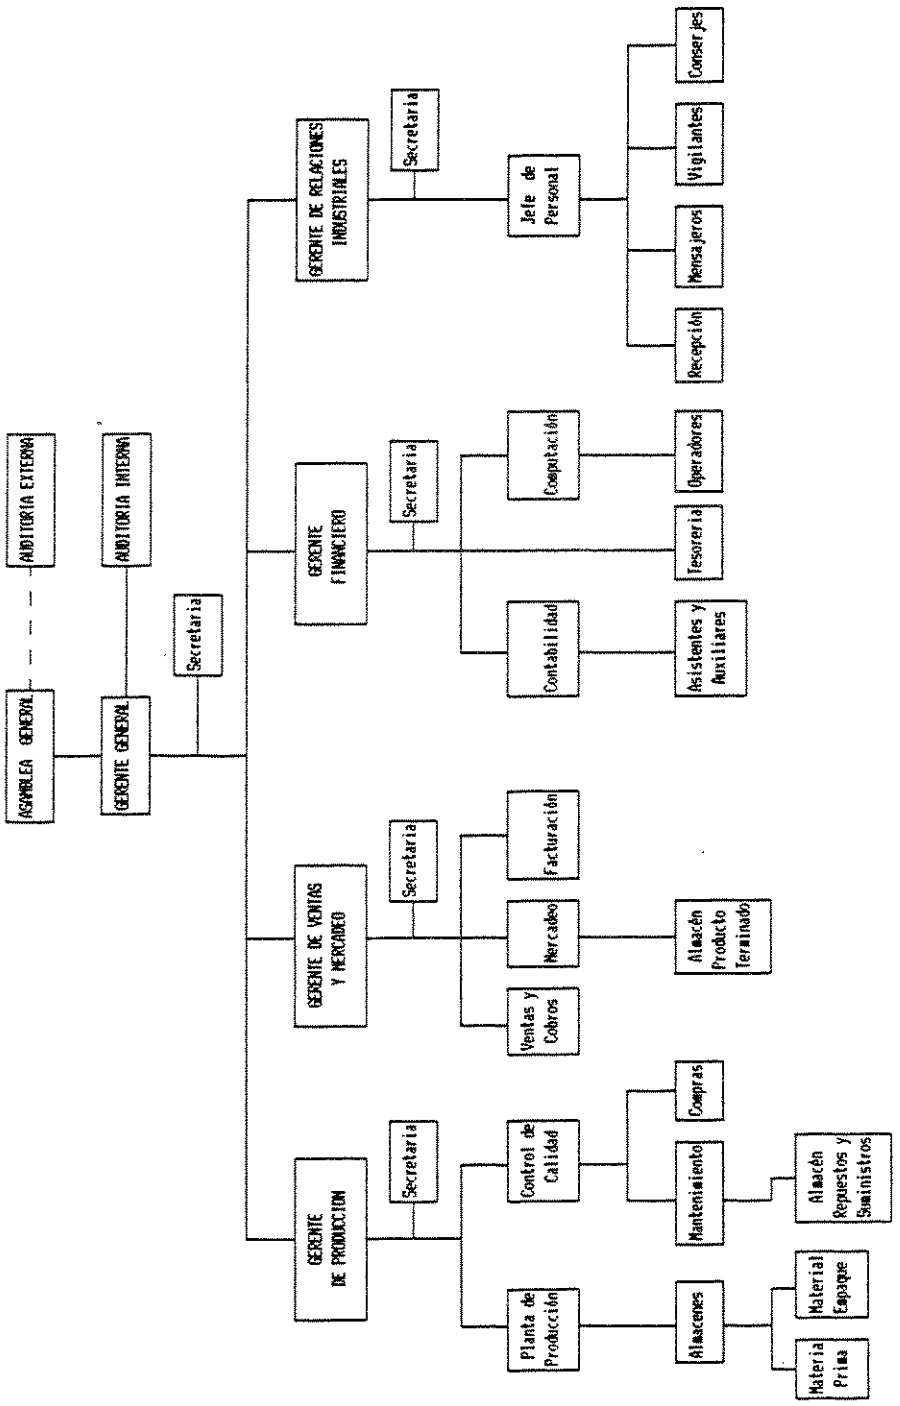 ASAMBLEA GENERAL
AUDITORIA EXTERNA
GERENTE GENERAL
AUDITORIA INTERNA
Secretaria
GERENTE
DE PRODUCCION
GERENTE DE VENTAS
Y MERCADEO
GERENTE
FINANCIERO
GERENTE DE RELACIONES
INDUSTRIALES
Secretaria
Secretaria
Secretaria
Secretaria
Planta de
Producción
Control de
Calidad
Ventas y
Cobros
Mercadeo
Facturación
Contabilidad
Computación
Jefe de
Personal
Almacenes
Mantenimiento
Compras
Almacén
Producto
Terminado
Asistentes y
Auxiliares
Tesoreria
Operadores
Recepción
Mensajeros
Vigilantes
Conserjes
Materia
Prima
Material
Empaque
Almacén
Repuestos y
Suministros